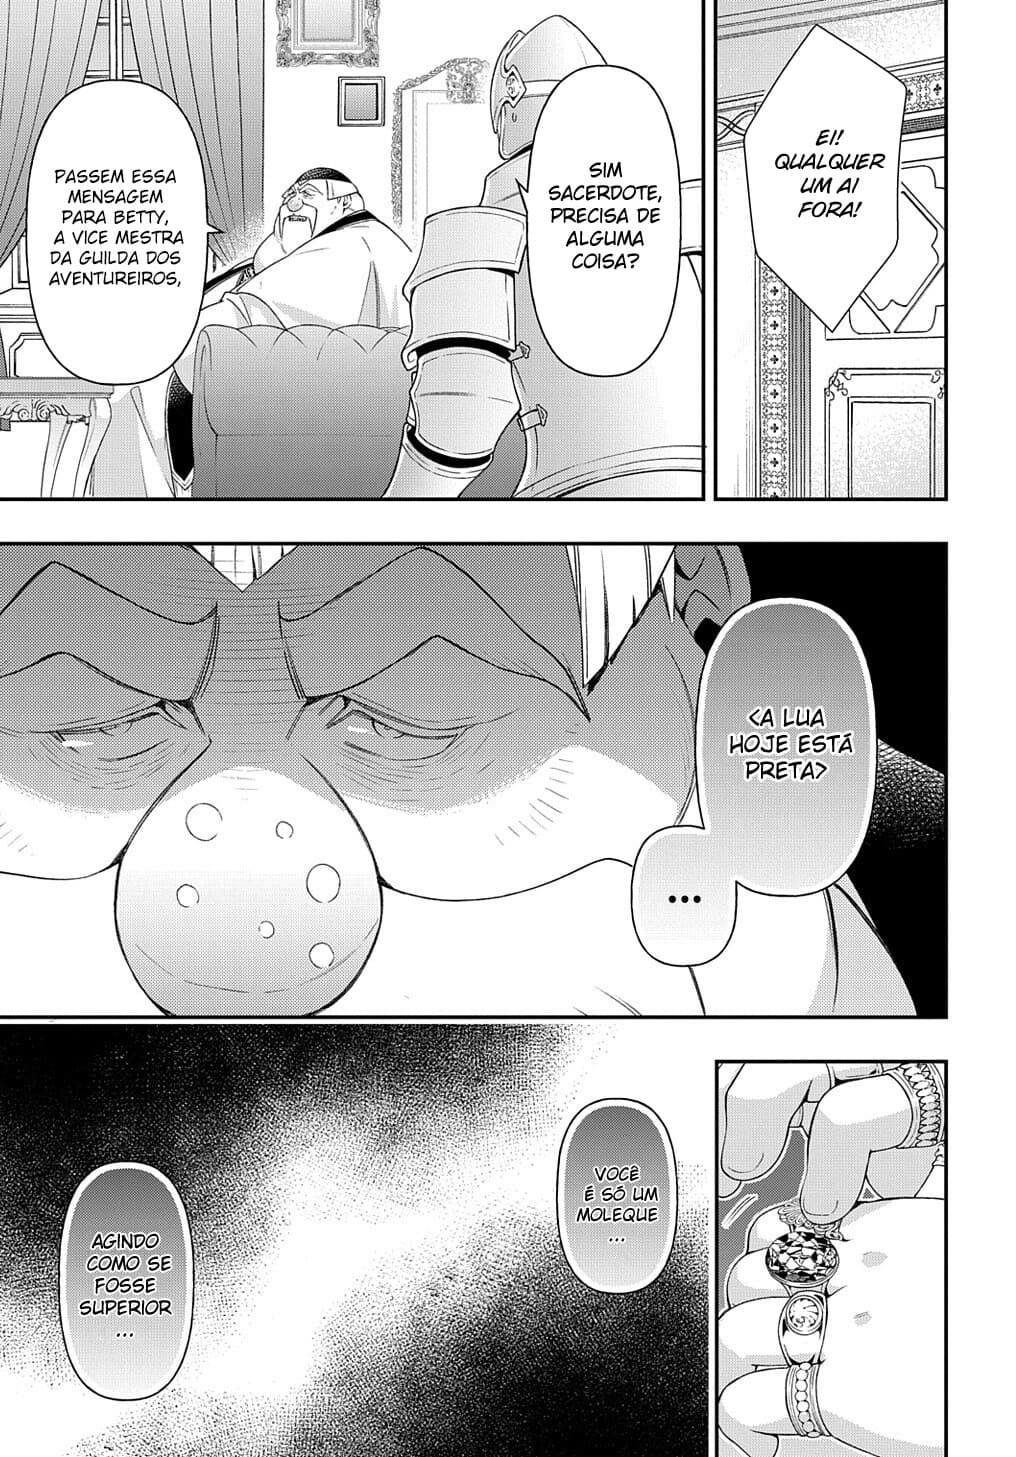 EI!
QUALQUER
UM AI
FORA!
SIM
SACERDOTE,
PRECISA DE
ALGUMA
COISA?
PASSEM ESSA
MENSAGEM
PARA BETTY,
A VICE MESTRA
DA GUILDA DOS
AVENTUREIROS,
<A LUA
HOJE ESTÁ
PRETA>
...
VOCÊ
É SÓ UM
MOLEQUE
...
AGINDO
COMO SE
FOSSE
SUPERIOR
...